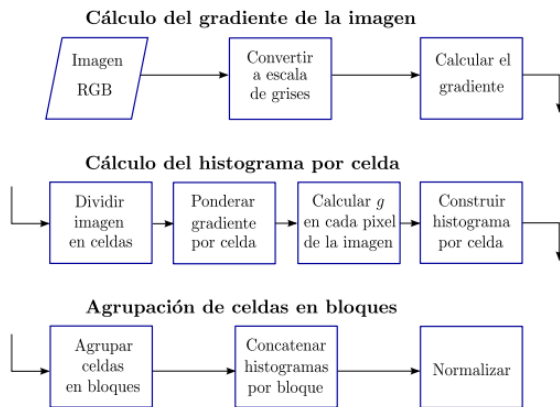 Cálculo del gradiente de la imagen
Imagen
RGB
Convertir
a escala
de grises
Calcular el
gradiente
Cálculo del histograma por celda
Dividir
imagen
en celdas
Ponderar
gradiente
por celda
Calcular g
en cada pixel
de la imagen
Construir
histograma
por celda
Agrupación de celdas en bloques
Agrupar
celdas
en bloques
Concatenar
histogramas
por bloque
Normalizar